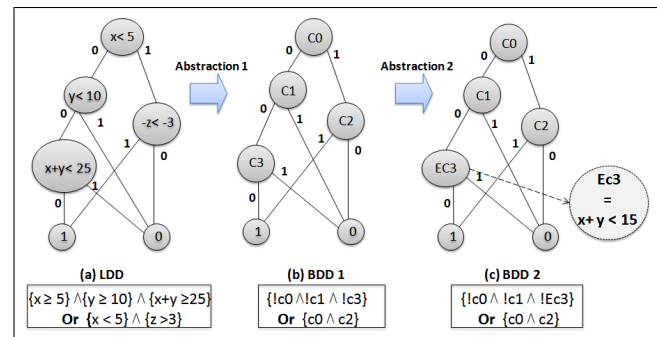 x< 5
0 1
Abstraction 1
y< 10
-z< -3
0 1
1 0
x+y< 25
0 1
1 0
(a) LDD
{x ≥ 5} ∧{y ≥ 10} ∧ {x+y ≥25}
Or {x < 5} ∧ {z >3}
C0
0 1
Abstraction 2
C1
C2
0 1
1 0
C3
0 1
1 0
(b) BDD 1
{!c0 ∧ !c1 ∧ !c3}
Or {c0 ∧ c2}
C0
0 1
C1
C2
0 1
1 0
EC3
0 1
1 0
Ec3
=
x+ y < 15
(c) BDD 2
{!c0 ∧ !c1 ∧ !Ec3}
Or {c0 ∧ c2}